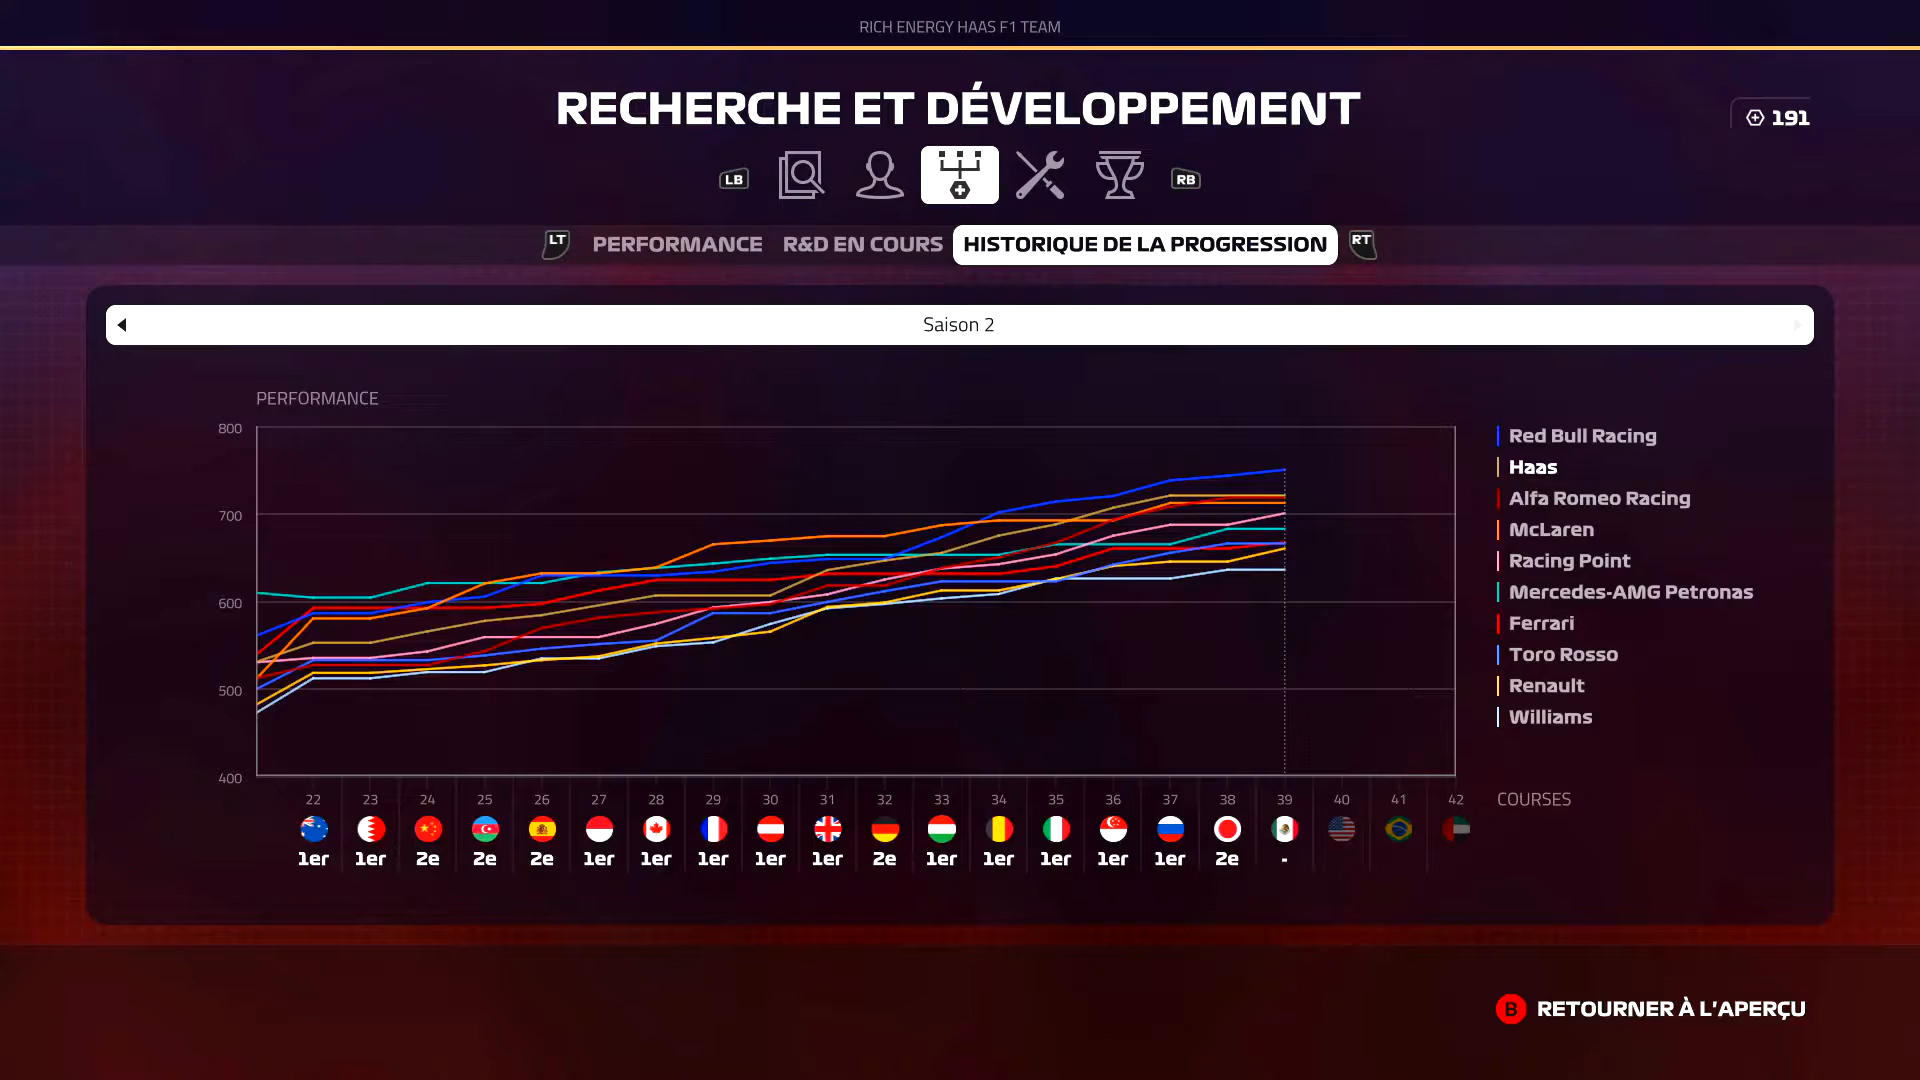 RICH ENERGY HAAS F1 TEAM
RECHERCHE ET DÉVELOPPEMENT
191
LB
RB
LT PERFORMANCE R&D EN COURS HISTORIQUE DE LA PROGRESSION RT
Saison 2
PERFORMANCE
800
700
600
500
400
Red Bull Racing
Haas
Alfa Romeo Racing
McLaren
Racing Point
Mercedes-AMG Petronas
Ferrari
Toro Rosso
Renault
Williams
22 23 24 25 26 27 28 29 30 31 32 33 34 35 36 37 38 39 40 41 42 COURSES
1er 1er 2e 2e 2e 1er 1er 1er 1er 1er 2e 1er 1er 1er 1er 1er 2e -
B RETOURNER À L'APERÇU